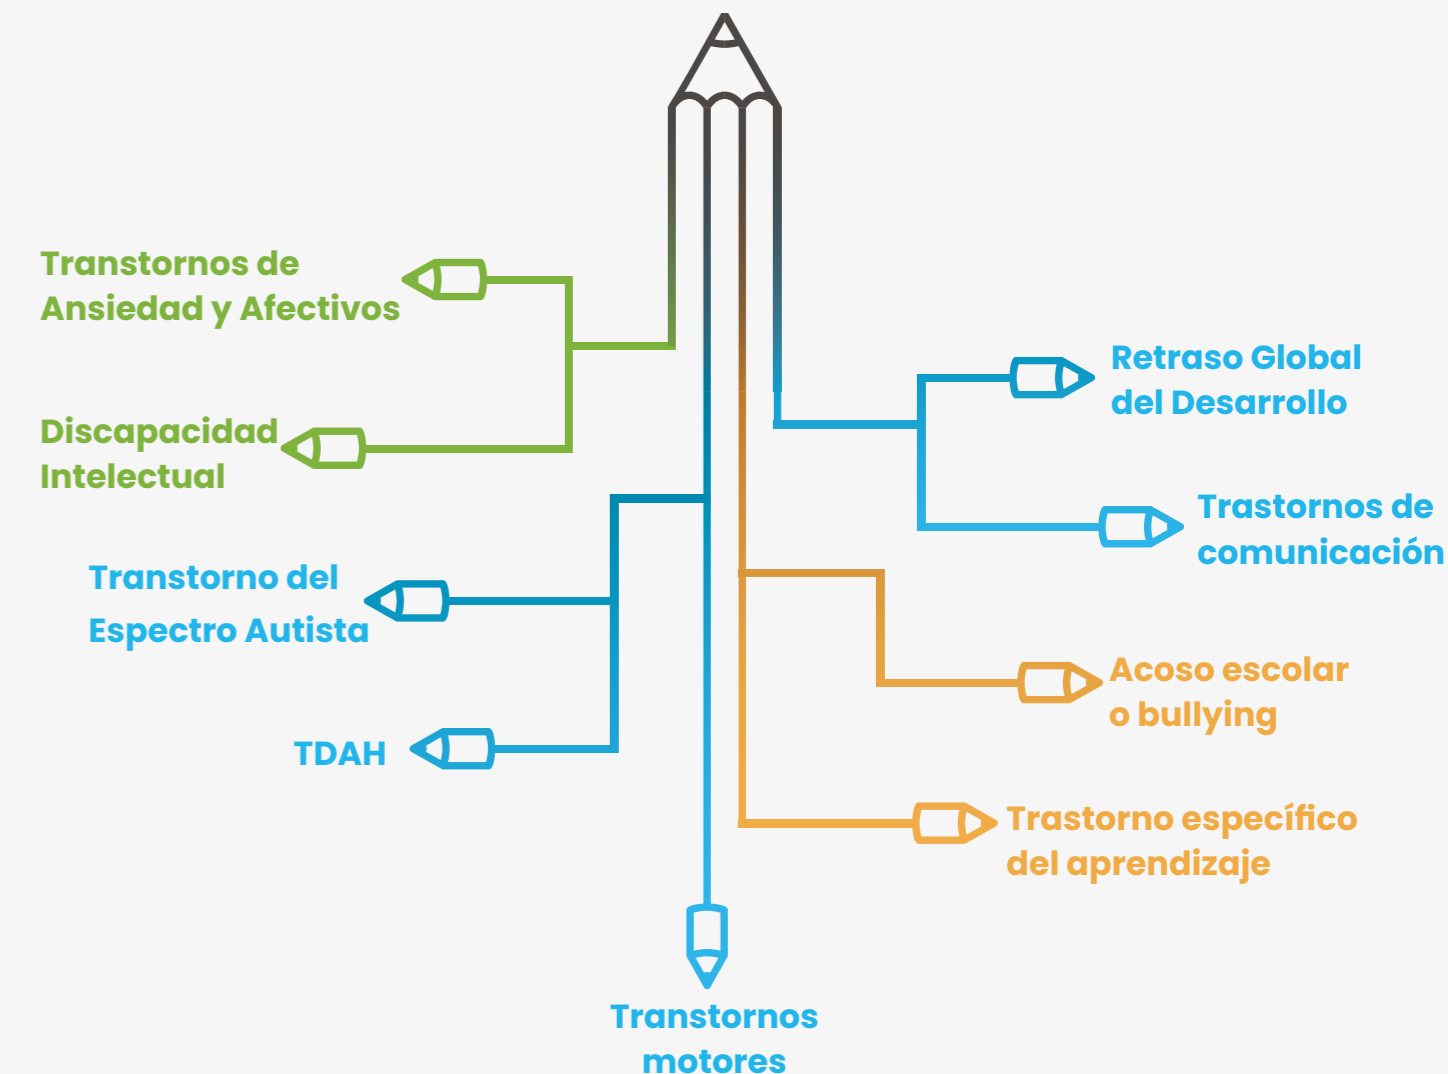 Transtornos de
Ansiedad y Afectivos
Discapacidad
Intelectual
Transtorno del
Espectro Autista
TDAH
Retraso Global
del Desarrollo
Trastornos de
comunicación
Acoso escolar
o bullying
Trastorno específico
del aprendizaje
Transtornos
motores